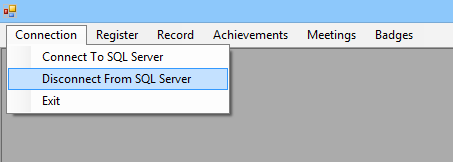 Connection Register Record Achievements Meetings Badges
Connect To SQL Server
Disconnect From SQL Server
Exit